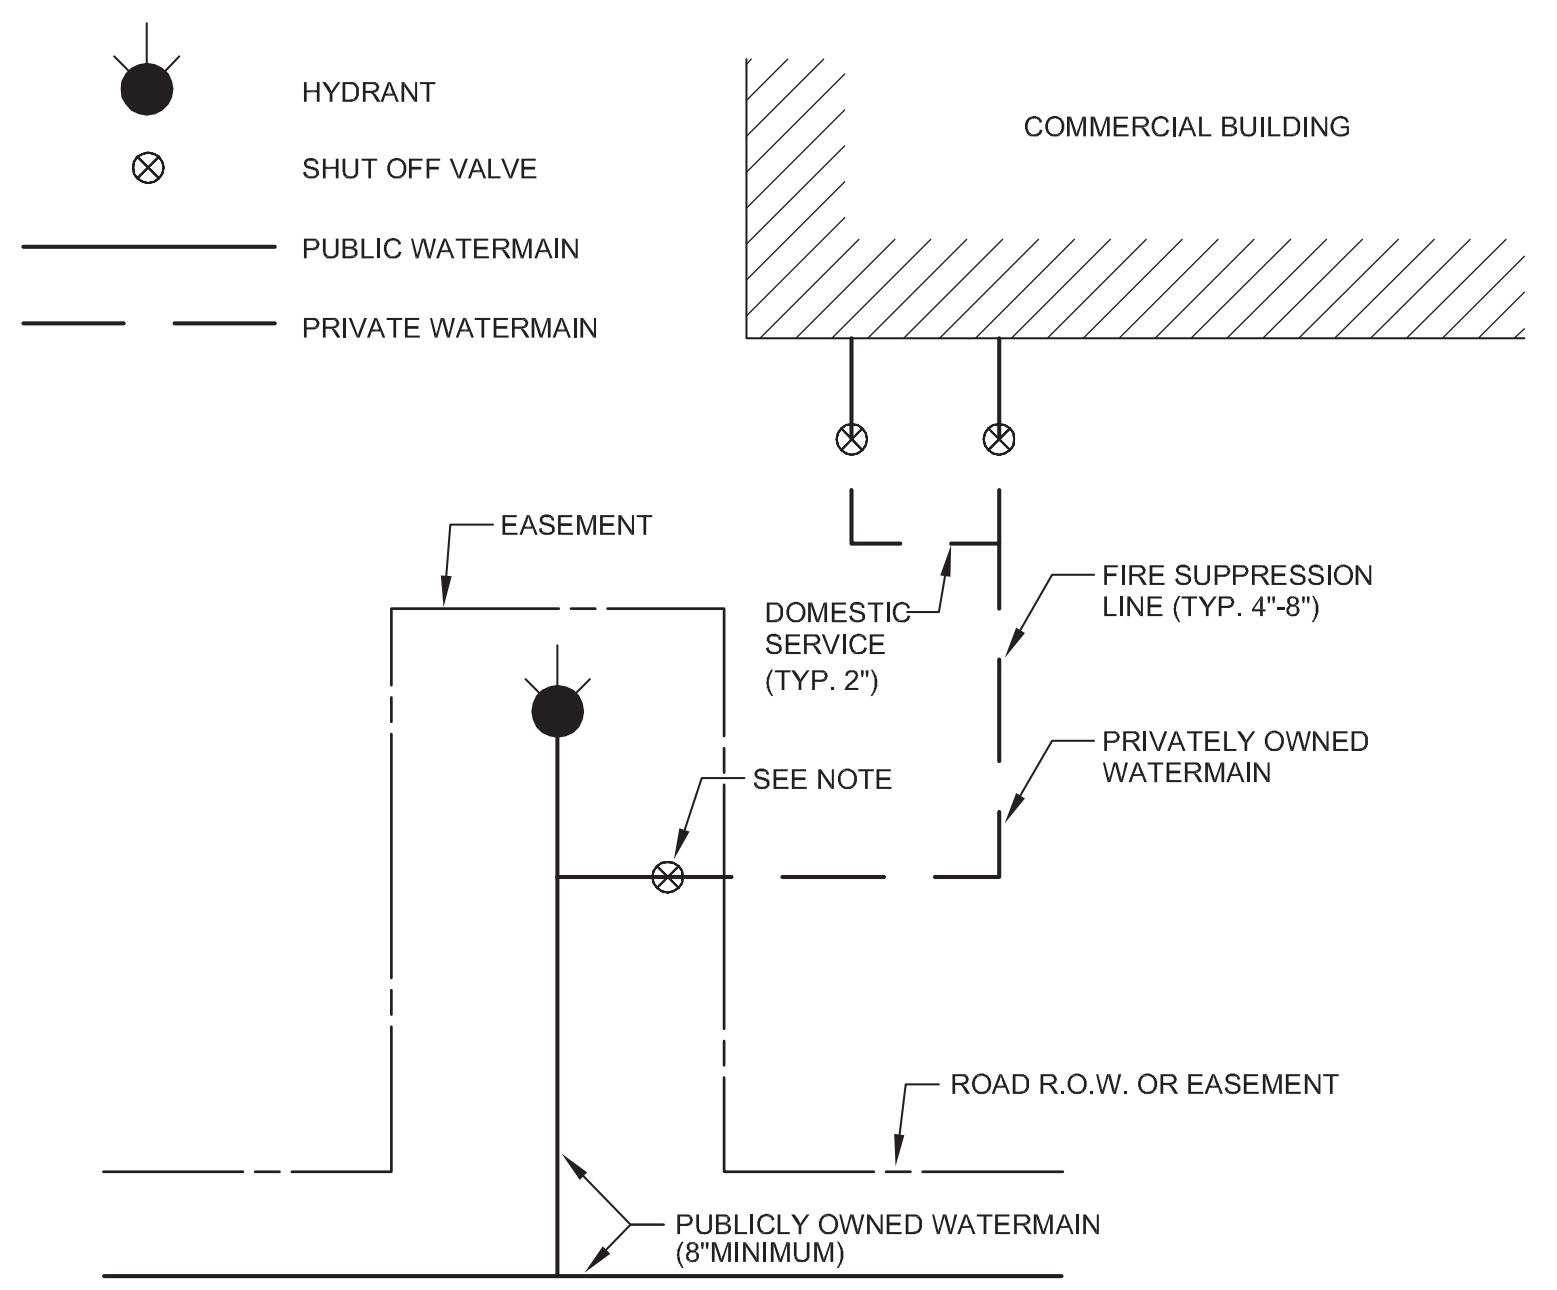 HYDRANT
SHUT OFF VALVE
PUBLIC WATERMAIN
PRIVATE WATERMAIN
COMMERCIAL BUILDING
EASEMENT
DOMESTIC
SERVICE
(TYP. 2")
FIRE SUPPRESSION
LINE (TYP. 4"-8")
PRIVATELY OWNED
WATERMAIN
SEE NOTE
ROAD R.O.W. OR EASEMENT
PUBLICLY OWNED WATERMAIN
(8"MINIMUM)